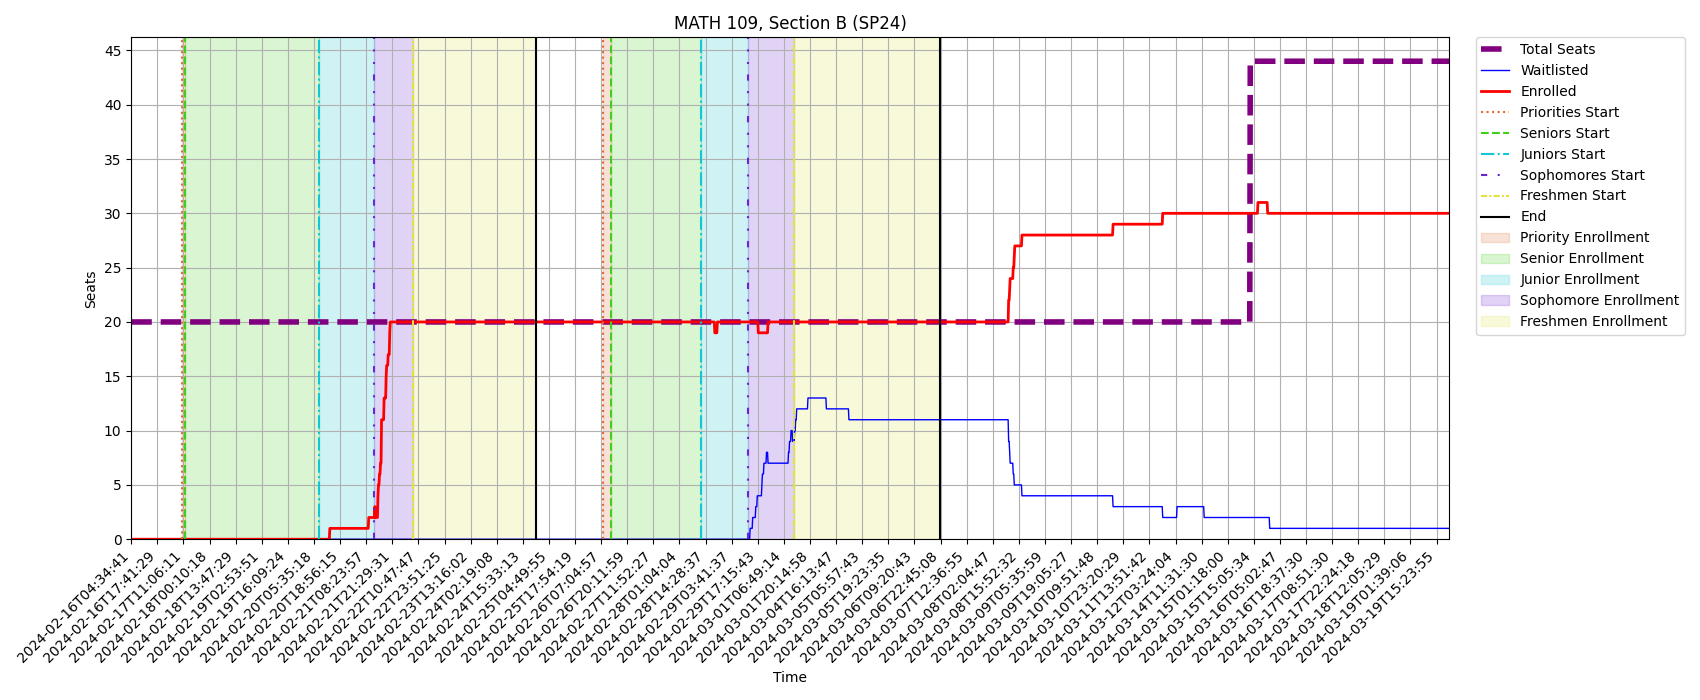 MATH 109, Section B (SP24)
45
40
35
30
25
20
15
10
5
0
Seats
2024-02-16T04:34:41
2024-02-16T17:41:29
2024-02-17T11:06:11
2024-02-18T00:10:18
2024-02-18T13:47:29
2024-02-19T02:53:51
2024-02-19T16:09:24
2024-02-20T05:35:18
2024-02-20T18:56:15
2024-02-21T08:23:57
2024-02-21T21:29:31
2024-02-22T10:47:47
2024-02-22T23:51:25
2024-02-23T13:16:02
2024-02-24T02:19:08
2024-02-24T15:33:13
2024-02-25T04:49:55
2024-02-25T17:54:19
2024-02-26T07:04:57
2024-02-26T20:11:59
2024-02-27T11:52:27
2024-02-28T01:04:04
2024-02-28T14:28:37
2024-02-29T03:41:37
2024-02-29T17:15:43
2024-03-01T06:49:14
2024-03-01T20:14:58
2024-03-04T16:13:47
2024-03-05T05:57:43
2024-03-05T19:23:35
2024-03-06T09:20:43
2024-03-06T22:45:08
2024-03-07T12:36:55
2024-03-08T02:04:47
2024-03-08T15:52:32
2024-03-09T05:35:59
2024-03-09T19:05:27
2024-03-10T09:51:48
2024-03-10T23:20:29
2024-03-11T13:51:42
2024-03-12T03:24:04
2024-03-14T11:31:30
2024-03-15T01:18:00
2024-03-15T15:05:34
2024-03-16T05:02:47
2024-03-16T18:37:30
2024-03-17T08:51:30
2024-03-17T22:24:18
2024-03-18T12:05:29
2024-03-19T01:39:06
2024-03-19T15:23:55
Time
Total Seats
Waitlisted
Enrolled
Priorities Start
Seniors Start
Juniors Start
Sophomores Start
Freshmen Start
End
Priority Enrollment
Senior Enrollment
Junior Enrollment
Sophomore Enrollment
Freshmen Enrollment